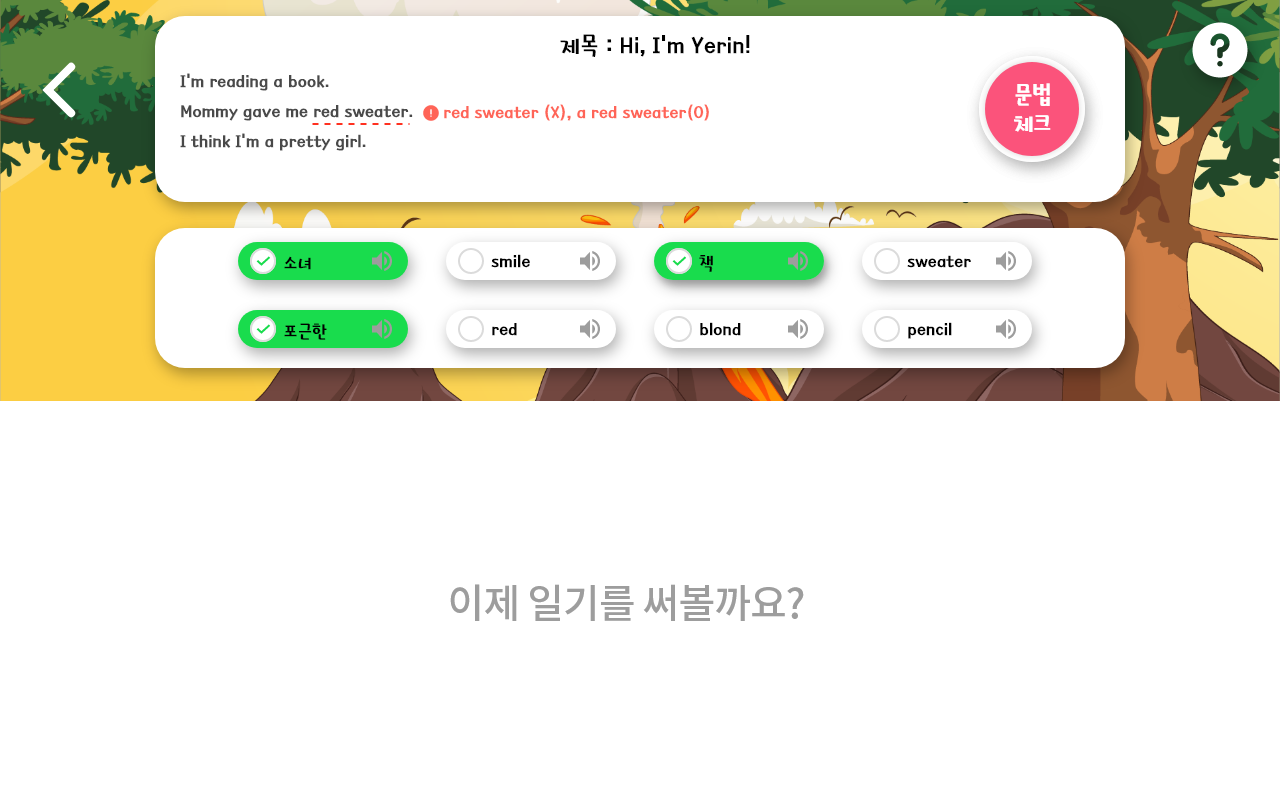 제목 : Hi, I'm Yerin!
I'm reading a book.
Mommy gave me red sweater. ! red sweater (X), a red sweater(O)
I think I'm a pretty girl.
문법
체크
?
소녀 smile 책 sweater
포근한 red blond pencil
이제 일기를 써볼까요?